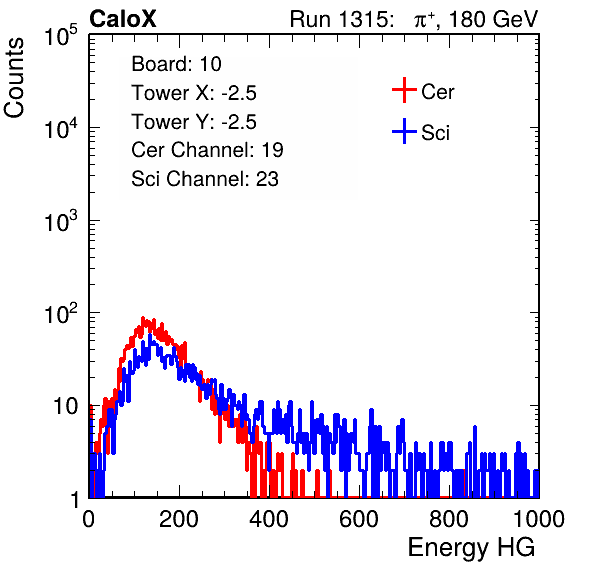 CaloX Run 1315: π⁺, 180 GeV
Counts
10⁵
10⁴
10³
10²
10
1
Board: 10
Tower X: -2.5
Tower Y: -2.5
Cer Channel: 19
Sci Channel: 23
Cer
Sci
0 200 400 600 800 1000
Energy HG